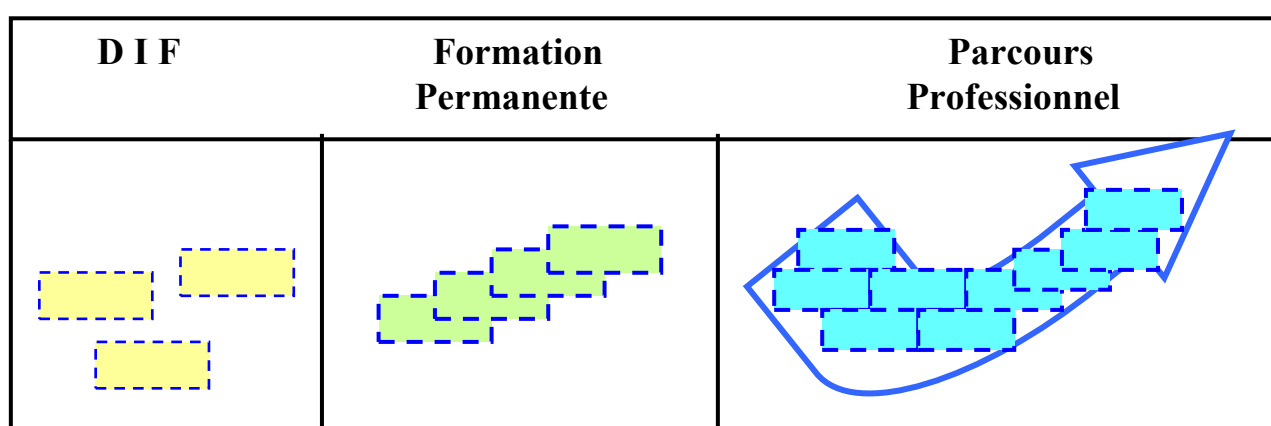 D I F
Formation
Permanente
Parcours
Professionnel